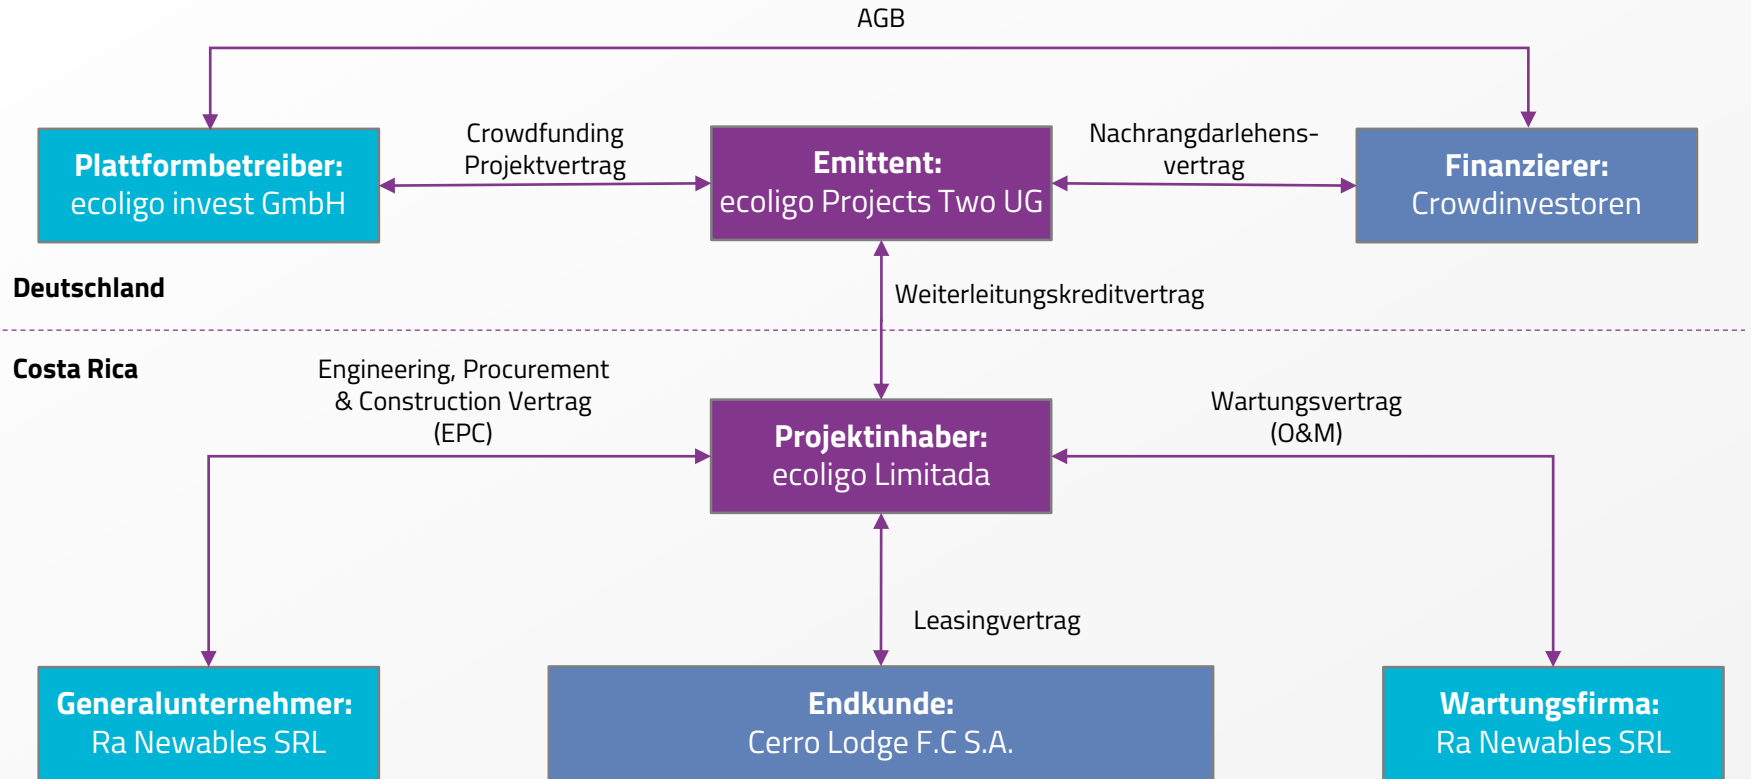 AGB
Plattformbetreiber:
ecoligo invest GmbH
Crowdfunding
Projektvertrag
Emittent:
ecoligo Projects Two UG
Nachrangdarlehens-
vertrag
Finanzierer:
Crowdinvestoren
Deutschland
Weiterleitungskreditvertrag
Costa Rica
Engineering, Procurement
& Construction Vertrag
(EPC)
Projektinhaber:
ecoligo Limitada
Wartungsvertrag
(O&M)
Leasingvertrag
Generalunternehmer:
Ra Newables SRL
Endkunde:
Cerro Lodge F.C S.A.
Wartungsfirma:
Ra Newables SRL